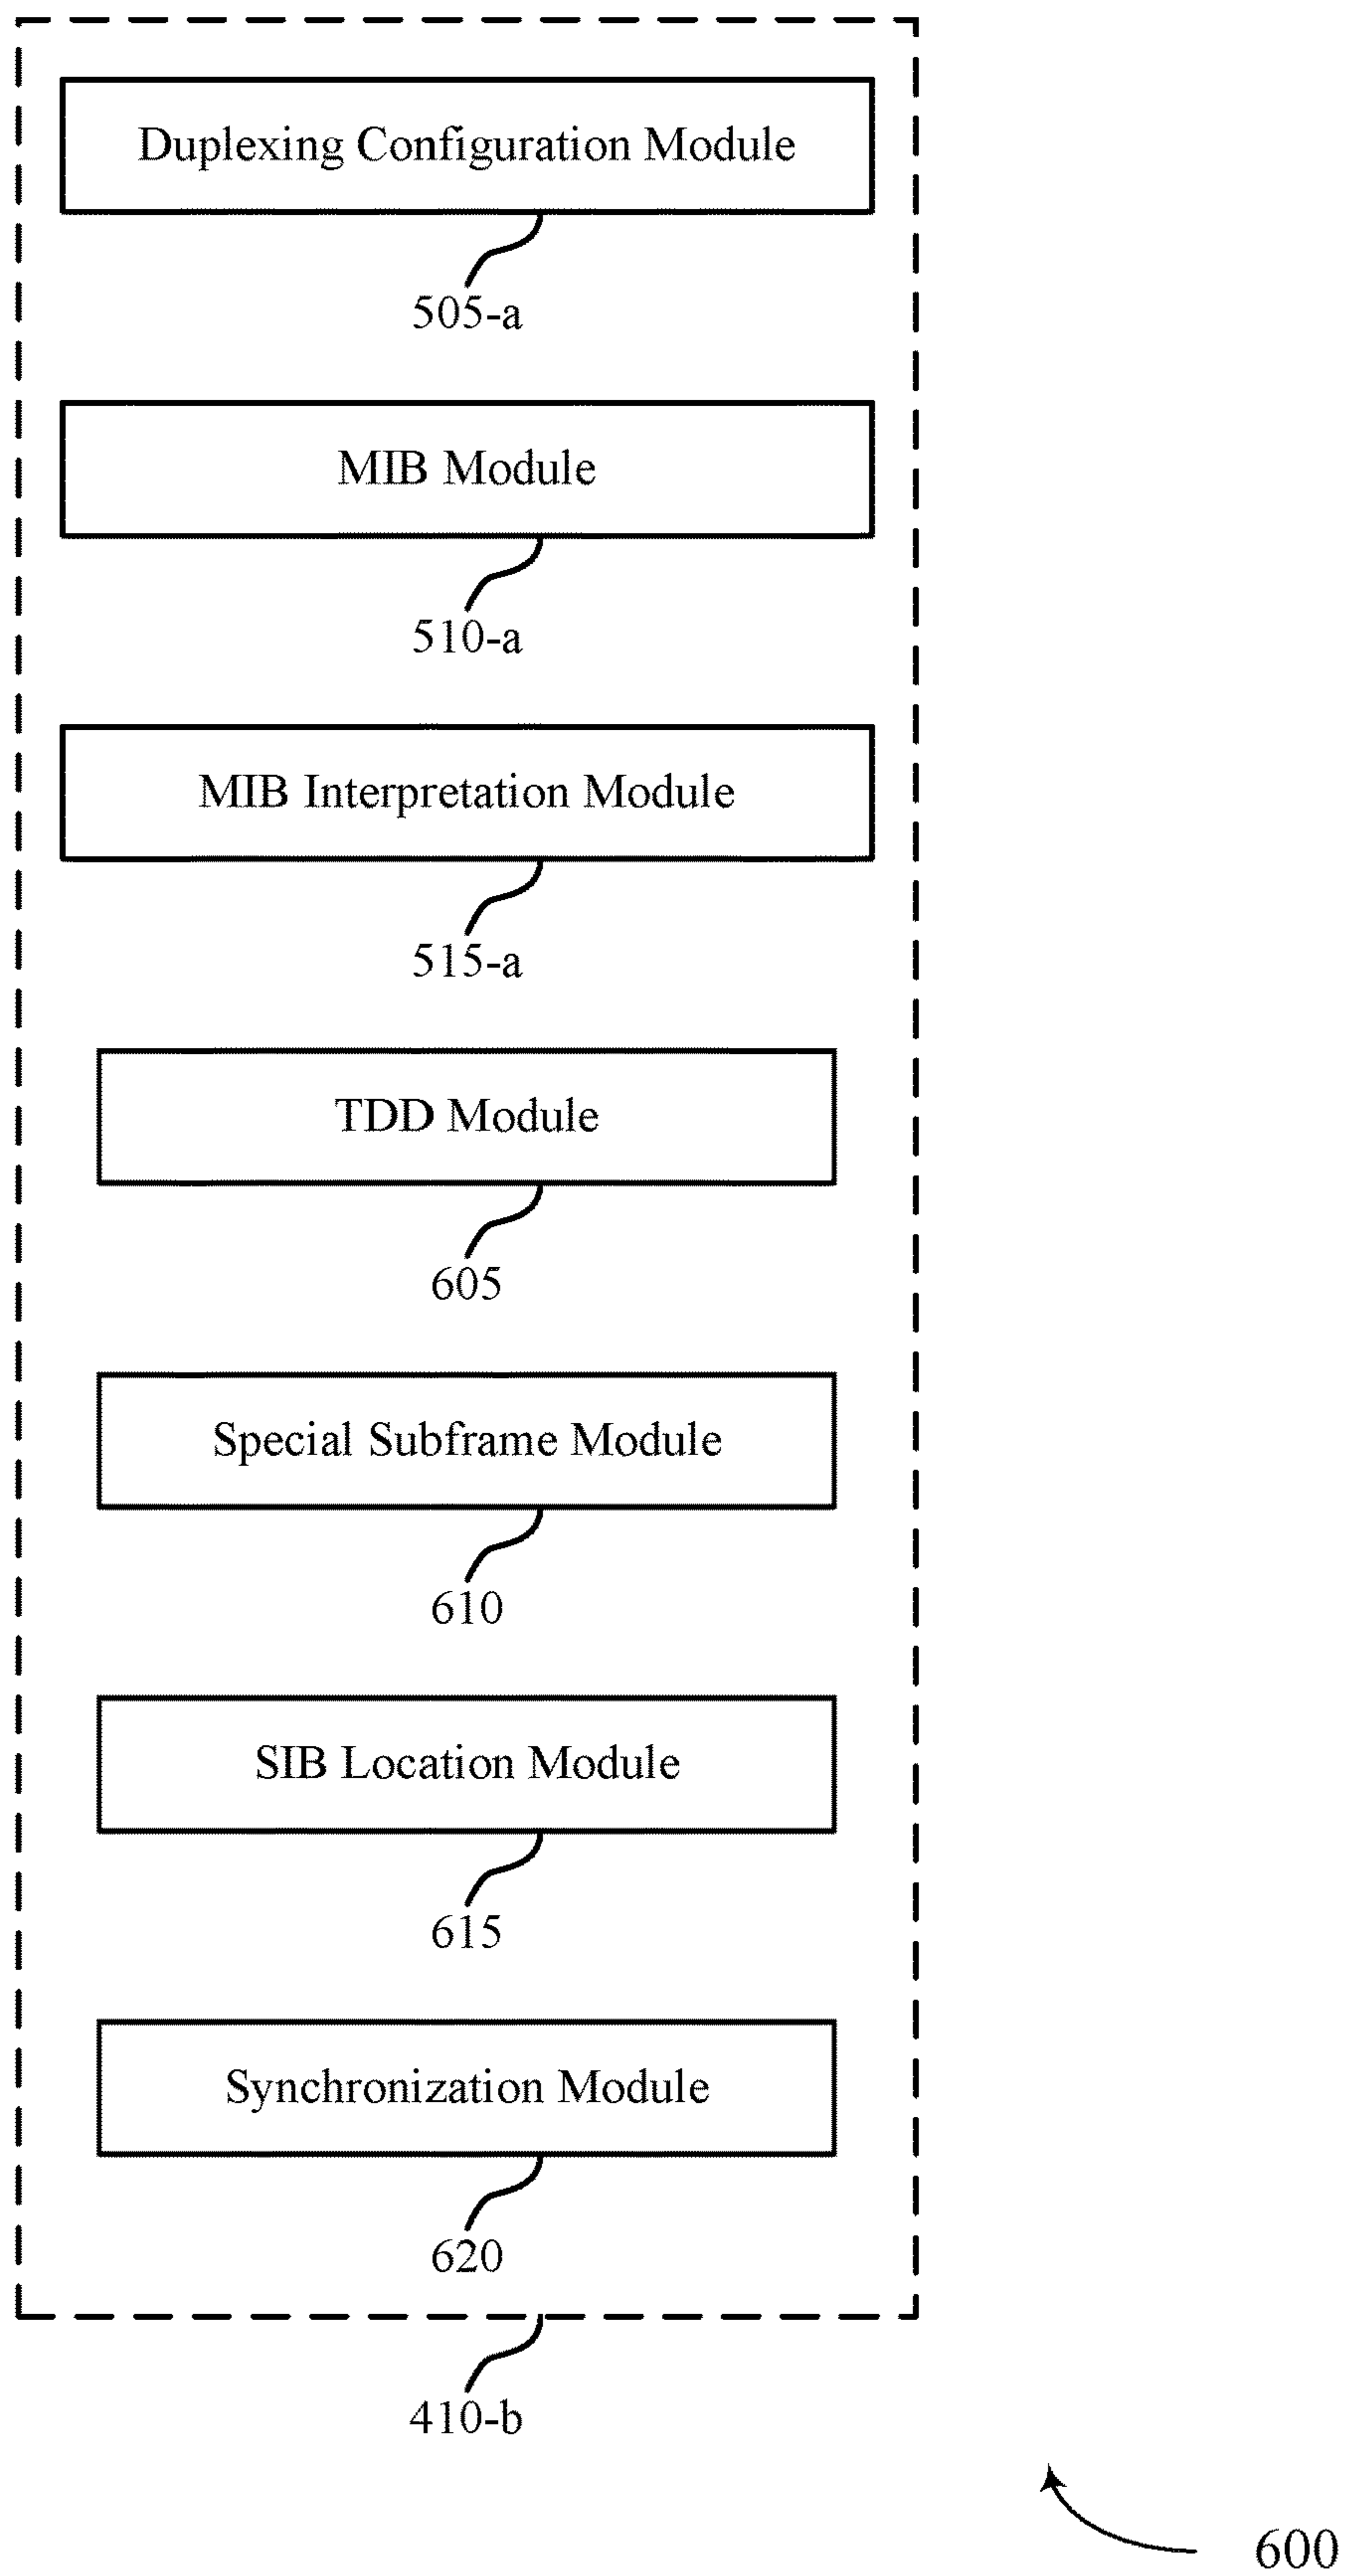 Duplexing Configuration Module
505-a
MIB Module
510-a
MIB Interpretation Module
515-a
TDD Module
605
Special Subframe Module
610
SIB Location Module
615
Synchronization Module
620
410-b
600